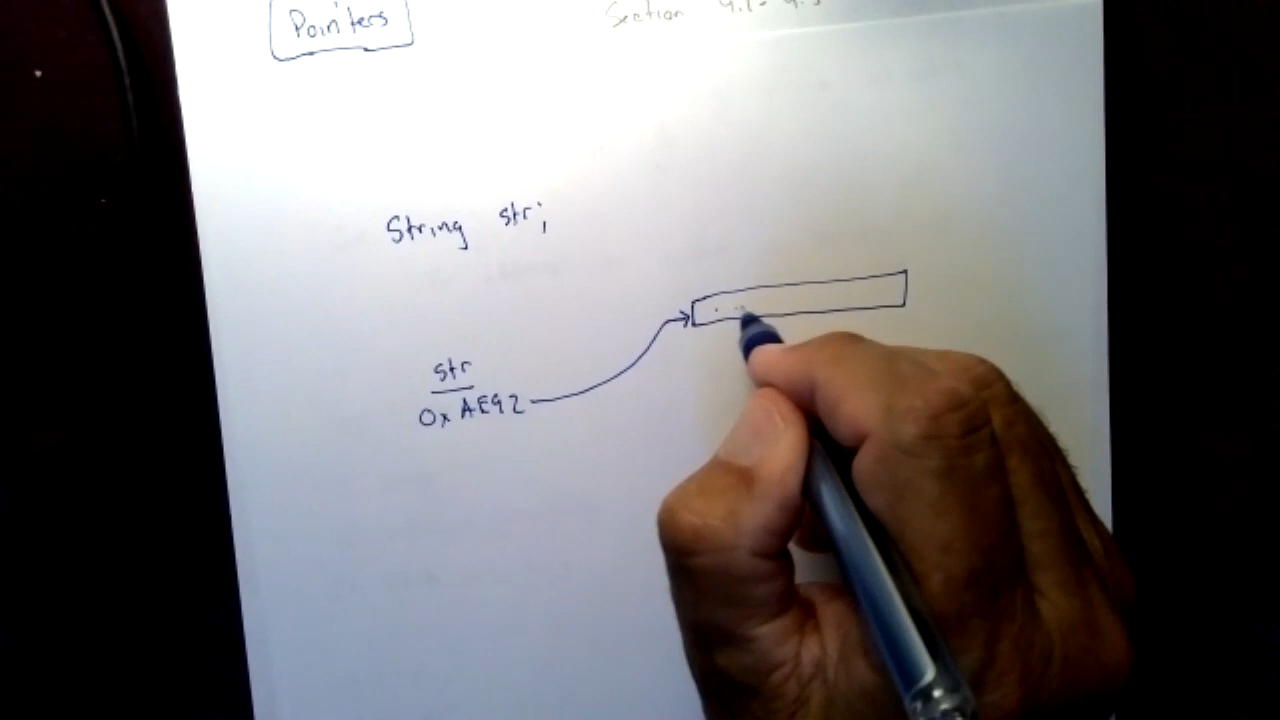 Pointers
Section
String str;
str
0x AE92